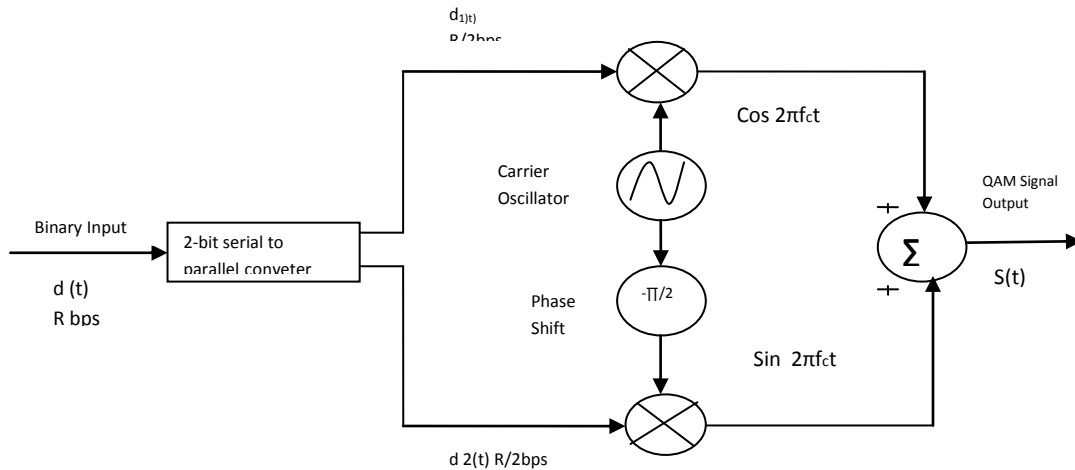 d1)t)
R/2bps
Cos 2πfct
Carrier
Oscillator
QAM Signal
Output
Binary Input
2-bit serial to
parallel conveter
+
Σ
+
S(t)
d (t)
R bps
Phase
Shift
-∏/2
Sin 2πfct
d 2(t) R/2bps